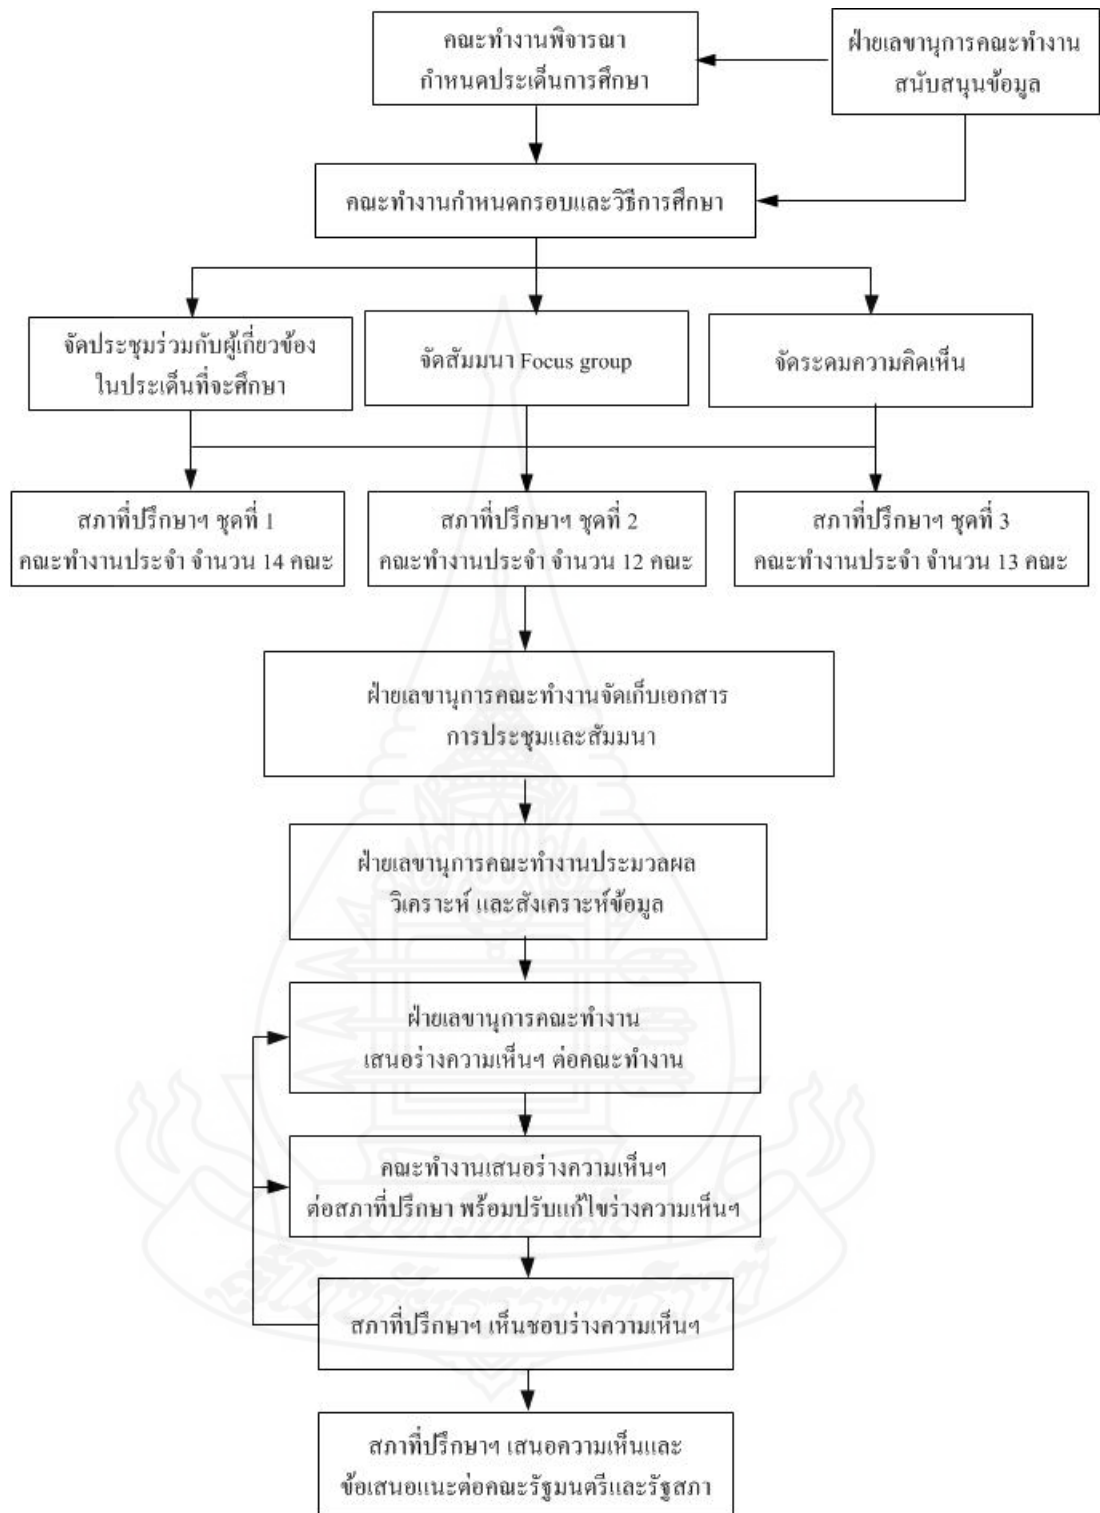 คณะทำงานพิจารณา
กำหนดประเด็นการศึกษา
ฝ่ายเลขานุการคณะทำงาน
สนับสนุนข้อมูล
คณะทำงานกำหนดกรอบและวิธีการศึกษา
จัดประชุมร่วมกับผู้เกี่ยวข้อง
ในประเด็นที่จะศึกษา
จัดสัมมนา Focus group
จัดระดมความคิดเห็น
สภาที่ปรึกษาฯ ชุดที่ 1
คณะทำงานประจำ จำนวน 14 คณะ
สภาที่ปรึกษาฯ ชุดที่ 2
คณะทำงานประจำ จำนวน 12 คณะ
สภาที่ปรึกษาฯ ชุดที่ 3
คณะทำงานประจำ จำนวน 13 คณะ
ฝ่ายเลขานุการคณะทำงานจัดเก็บเอกสาร
การประชุมและสัมมนา
ฝ่ายเลขานุการคณะทำงานประมวลผล
วิเคราะห์ และสังเคราะห์ข้อมูล
ฝ่ายเลขานุการคณะทำงาน
เสนอร่างความเห็นฯ ต่อคณะทำงาน
คณะทำงานเสนอร่างความเห็นฯ
ต่อสภาที่ปรึกษา พร้อมปรับแก้ไขร่างความเห็นฯ
สภาที่ปรึกษาฯ เห็นชอบร่างความเห็นฯ
สภาที่ปรึกษาฯ เสนอความเห็นและ
ข้อเสนอแนะต่อคณะรัฐมนตรีและรัฐสภา